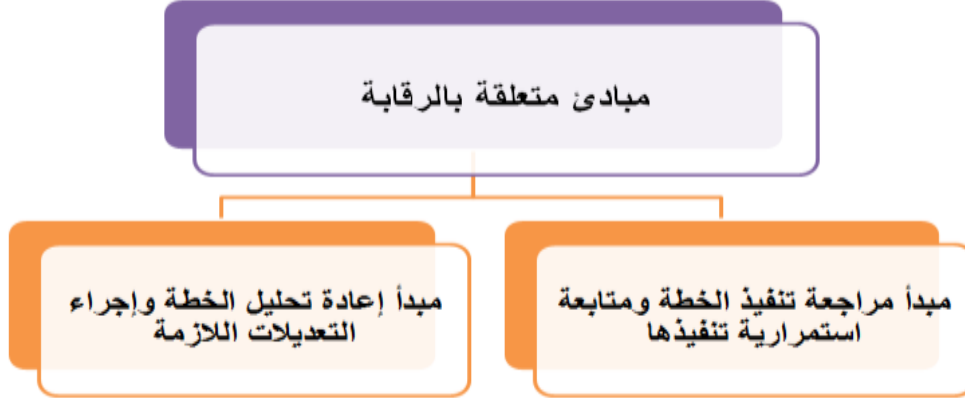 مبادئ متعلقة بالرقابة
مبدأ مراجعة تنفيذ الخطة ومتابعة
استمرارية تنفيذها
مبدأ إعادة تحليل الخطة وإجراء
التعديلات اللازمة